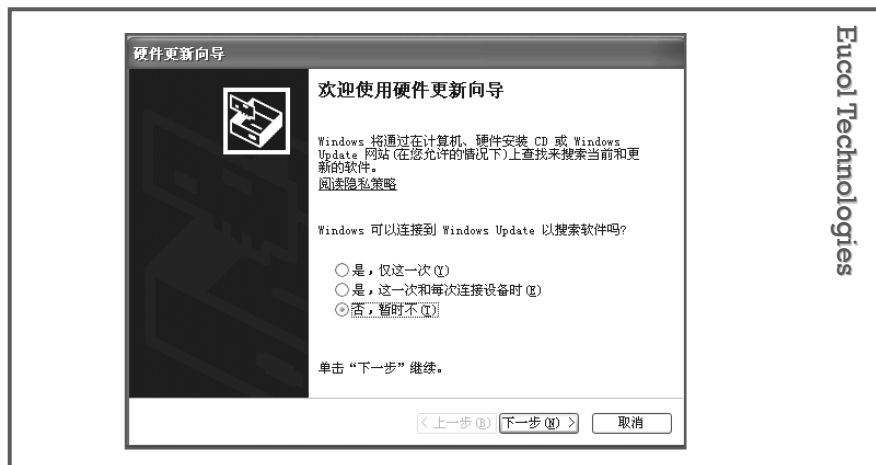 硬件更新向导
欢迎使用硬件更新向导
Windows 将通过在计算机、硬件安装 CD 或 Windows
Update 网站(在您允许的情况下)上查找来搜索当前和更
新的软件。
阅读隐私策略
Windows 可以连接到 Windows Update 以搜索软件吗?
是，仅这一次(Y)
是，这一次和每次连接设备时(E)
否，暂时不(T)
单击“下一步”继续。
< 上一步(B)
下一步(N) >
取消
Eucol Technologies